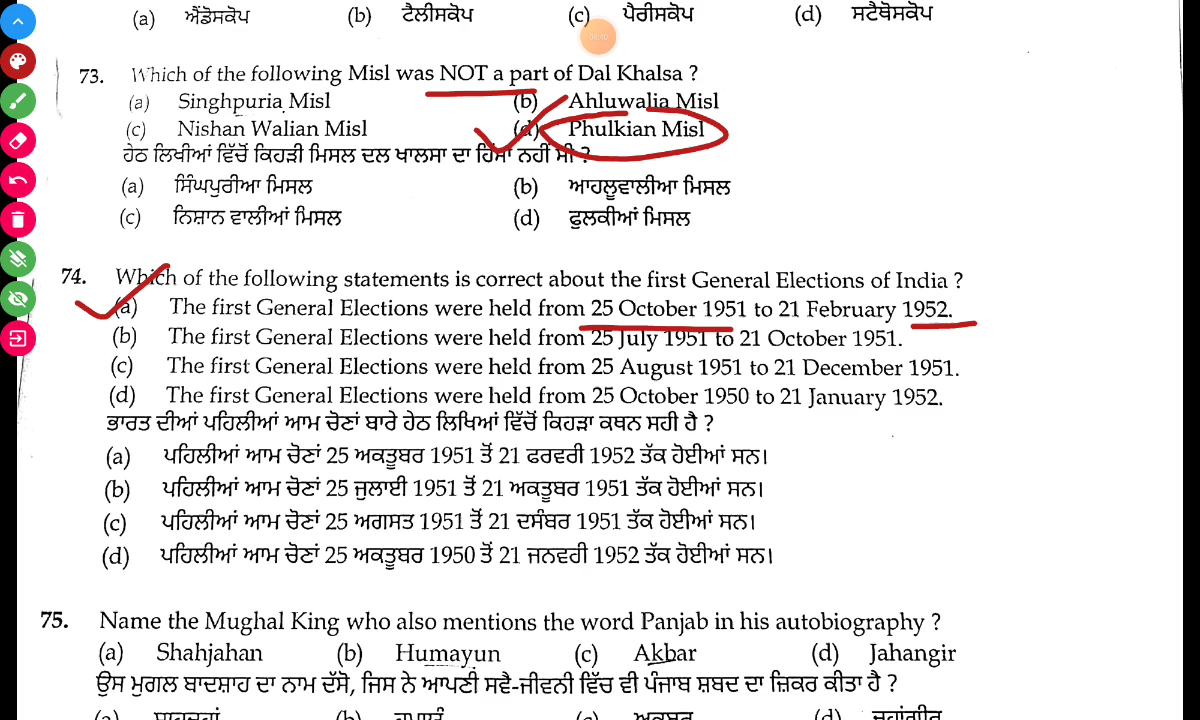 (a) ਐਂਡੋਸਕੋਪ (b) ਟੈਲੀਸਕੋਪ (c) ਪੈਰੀਸਕੋਪ (d) ਸਟੈਥੋਸਕੋਪ
73. Which of the following Misl was NOT a part of Dal Khalsa ?
(a) Singhpuria Misl (b) Ahluwalia Misl
(c) Nishan Walian Misl (d) Phulkian Misl
ਹੇਠ ਲਿਖੀਆਂ ਵਿੱਚੋਂ ਕਿਹੜੀ ਮਿਸਲ ਦਲ ਖਾਲਸਾ ਦਾ ਹਿੱਸਾ ਨਹੀਂ ਸੀ ?
(a) ਸਿੰਘਪੁਰੀਆ ਮਿਸਲ (b) ਆਹਲੂਵਾਲੀਆ ਮਿਸਲ
(c) ਨਿਸ਼ਾਨ ਵਾਲੀਆਂ ਮਿਸਲ (d) ਫੁਲਕੀਆਂ ਮਿਸਲ
74. Which of the following statements is correct about the first General Elections of India ?
(a) The first General Elections were held from 25 October 1951 to 21 February 1952.
(b) The first General Elections were held from 25 July 1951 to 21 October 1951.
(c) The first General Elections were held from 25 August 1951 to 21 December 1951.
(d) The first General Elections were held from 25 October 1950 to 21 January 1952.
ਭਾਰਤ ਦੀਆਂ ਪਹਿਲੀਆਂ ਆਮ ਚੋਣਾਂ ਬਾਰੇ ਹੇਠ ਲਿਖਿਆਂ ਵਿੱਚੋਂ ਕਿਹੜਾ ਕਥਨ ਸਹੀ ਹੈ ?
(a) ਪਹਿਲੀਆਂ ਆਮ ਚੋਣਾਂ 25 ਅਕਤੂਬਰ 1951 ਤੋਂ 21 ਫਰਵਰੀ 1952 ਤੱਕ ਹੋਈਆਂ ਸਨ।
(b) ਪਹਿਲੀਆਂ ਆਮ ਚੋਣਾਂ 25 ਜੁਲਾਈ 1951 ਤੋਂ 21 ਅਕਤੂਬਰ 1951 ਤੱਕ ਹੋਈਆਂ ਸਨ।
(c) ਪਹਿਲੀਆਂ ਆਮ ਚੋਣਾਂ 25 ਅਗਸਤ 1951 ਤੋਂ 21 ਦਸੰਬਰ 1951 ਤੱਕ ਹੋਈਆਂ ਸਨ।
(d) ਪਹਿਲੀਆਂ ਆਮ ਚੋਣਾਂ 25 ਅਕਤੂਬਰ 1950 ਤੋਂ 21 ਜਨਵਰੀ 1952 ਤੱਕ ਹੋਈਆਂ ਸਨ।
75. Name the Mughal King who also mentions the word Panjab in his autobiography ?
(a) Shahjahan (b) Humayun (c) Akbar (d) Jahangir
ਉਸ ਮੁਗਲ ਬਾਦਸ਼ਾਹ ਦਾ ਨਾਮ ਦੱਸੋ, ਜਿਸ ਨੇ ਆਪਣੀ ਸਵੈ-ਜੀਵਨੀ ਵਿੱਚ ਵੀ ਪੰਜਾਬ ਸ਼ਬਦ ਦਾ ਜ਼ਿਕਰ ਕੀਤਾ ਹੈ ?